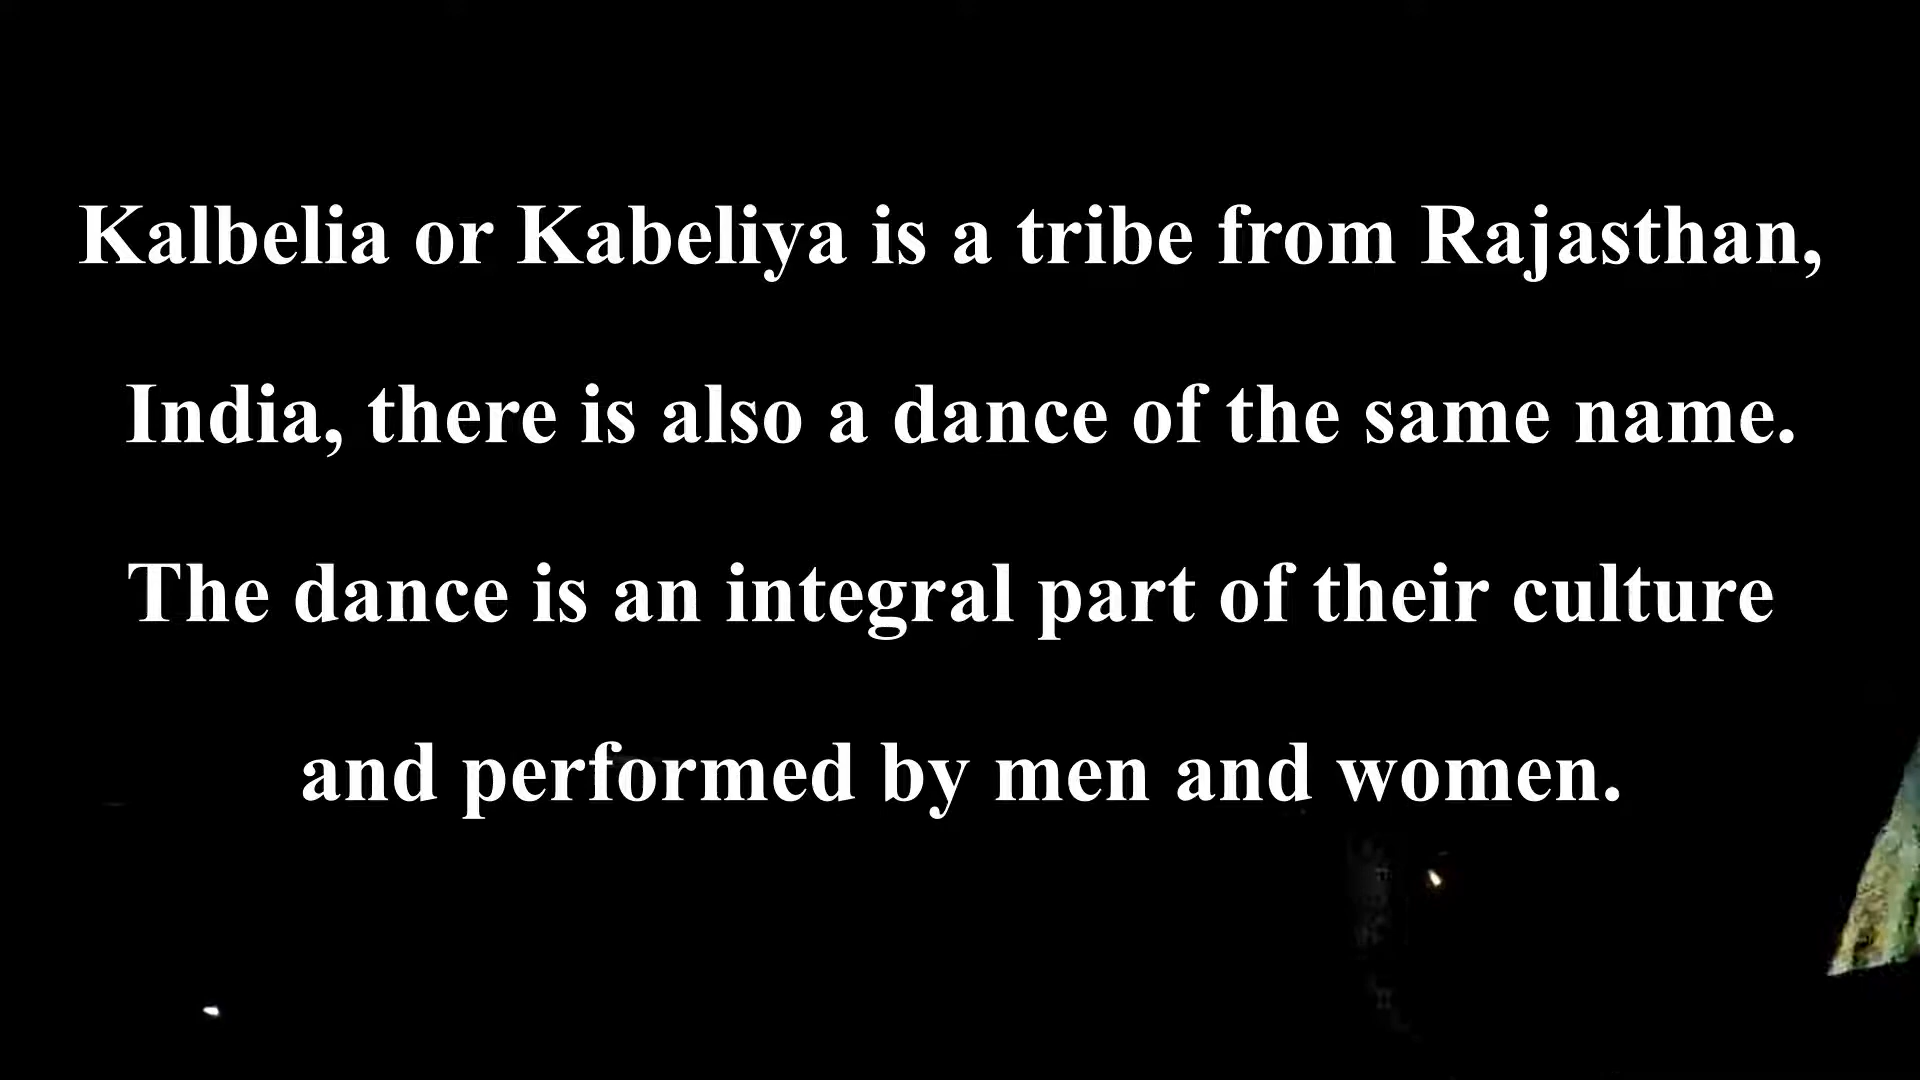 Kalbelia or Kabeliya is a tribe from Rajasthan,
India, there is also a dance of the same name.
The dance is an integral part of their culture
and performed by men and women.